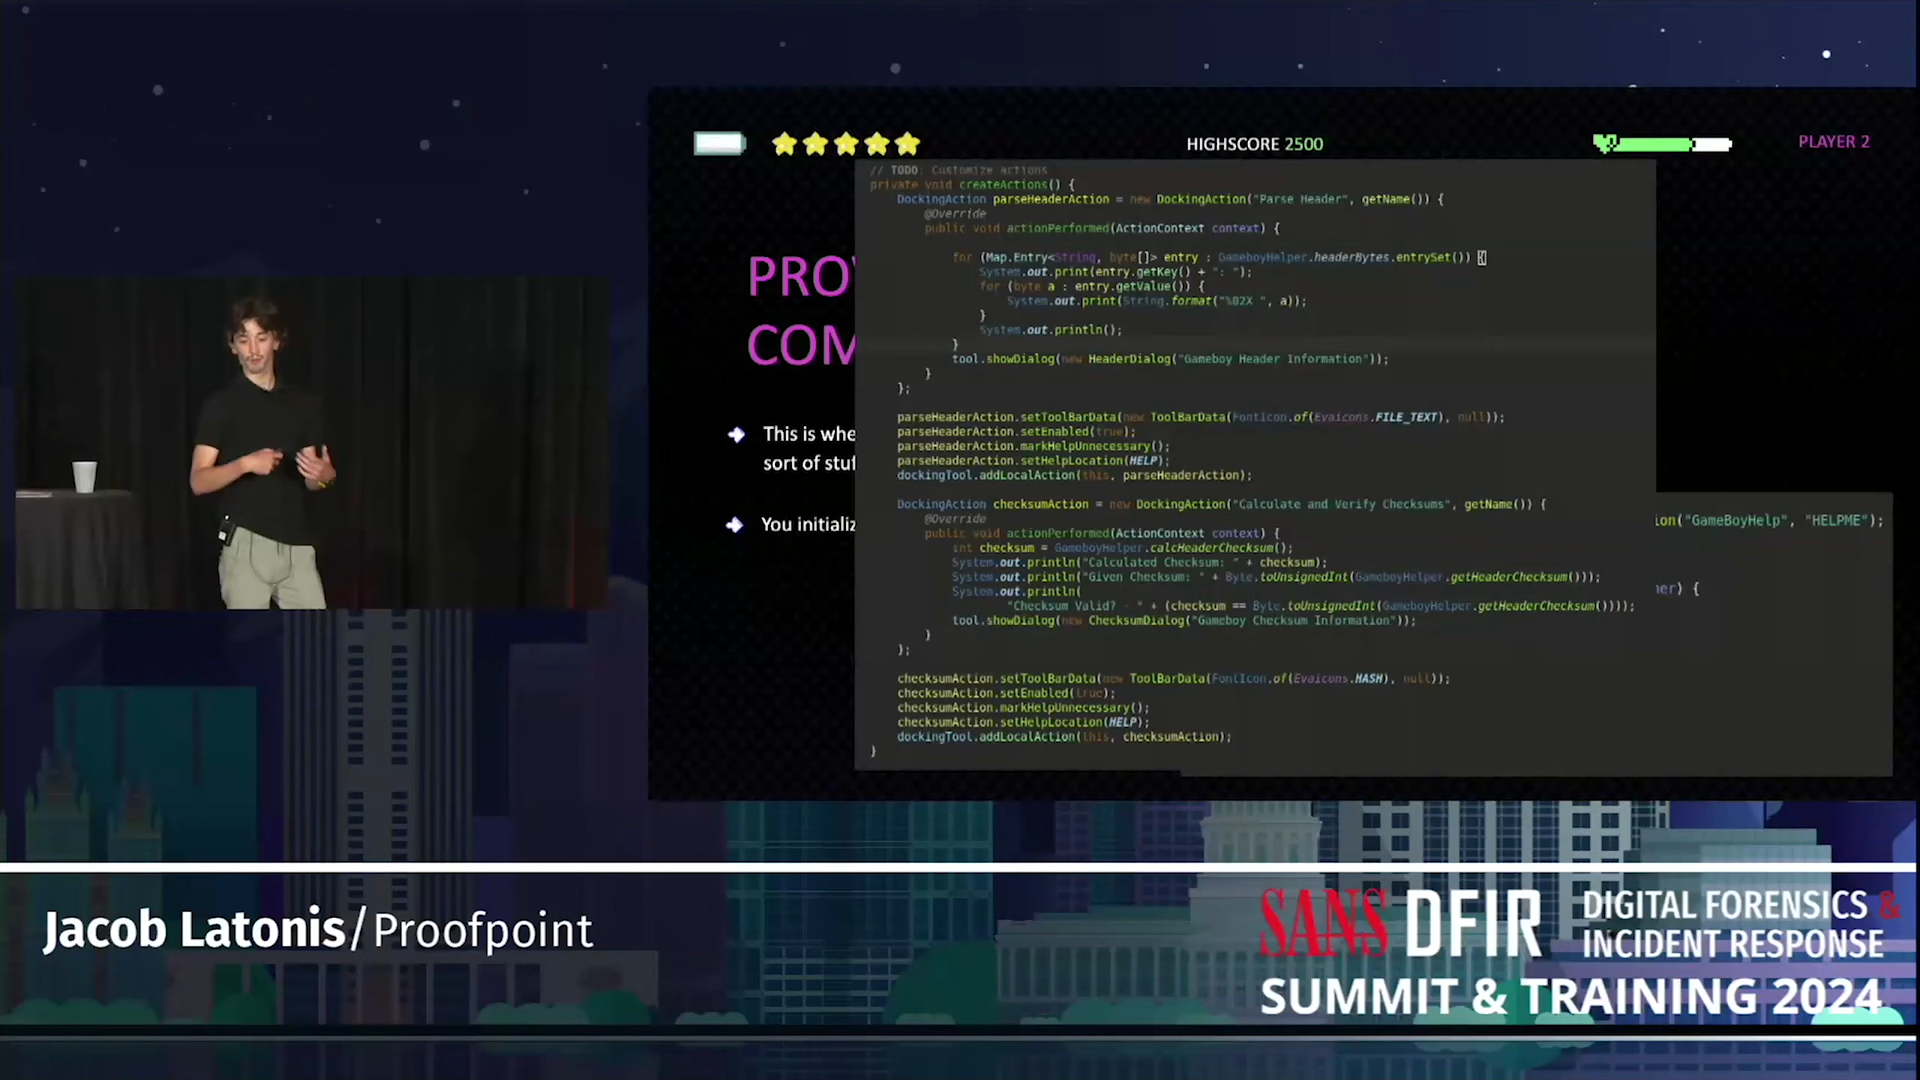 HIGHSCORE 2500
PLAYER 2
PRO
COM
This is whe
sort of stuf
You initializ
// TODO: Customize actions
private void createActions() {
DockingAction parseHeaderAction = new DockingAction("Parse Header", getName()) {
@Override
public void actionPerformed(ActionContext context) {
for (Map.Entry<String, byte[]> entry : GameboyHelper.headerBytes.entrySet()) {
System.out.print(entry.getKey() + ": ");
for (byte a : entry.getValue()) {
System.out.print(String.format("%02X ", a));
}
System.out.println();
}
tool.showDialog(new HeaderDialog("Gameboy Header Information"));
}
};
parseHeaderAction.setToolBarData(new ToolBarData(FontIcon.of(Evaicons.FILE_TEXT), null));
parseHeaderAction.setEnabled(true);
parseHeaderAction.markHelpUnnecessary();
parseHeaderAction.setHelpLocation(HELP);
dockingTool.addLocalAction(this, parseHeaderAction);
DockingAction checksumAction = new DockingAction("Calculate and Verify Checksums", getName()) {
@Override
public void actionPerformed(ActionContext context) {
int checksum = GameboyHelper.calcHeaderChecksum();
System.out.println("Calculated Checksum: " + checksum);
System.out.println("Given Checksum: " + Byte.toUnsignedInt(GameboyHelper.getHeaderChecksum()));
System.out.println(
"Checksum Valid? - " + (checksum == Byte.toUnsignedInt(GameboyHelper.getHeaderChecksum())));
tool.showDialog(new ChecksumDialog("Gameboy Checksum Information"));
}
};
checksumAction.setToolBarData(new ToolBarData(FontIcon.of(Evaicons.HASH), null));
checksumAction.setEnabled(true);
checksumAction.markHelpUnnecessary();
checksumAction.setHelpLocation(HELP);
dockingTool.addLocalAction(this, checksumAction);
}
ion("GameBoyHelp", "HELPME");
ner) {
Jacob Latonis/Proofpoint
SANS DFIR
DIGITAL FORENSICS &
INCIDENT RESPONSE
SUMMIT & TRAINING 2024